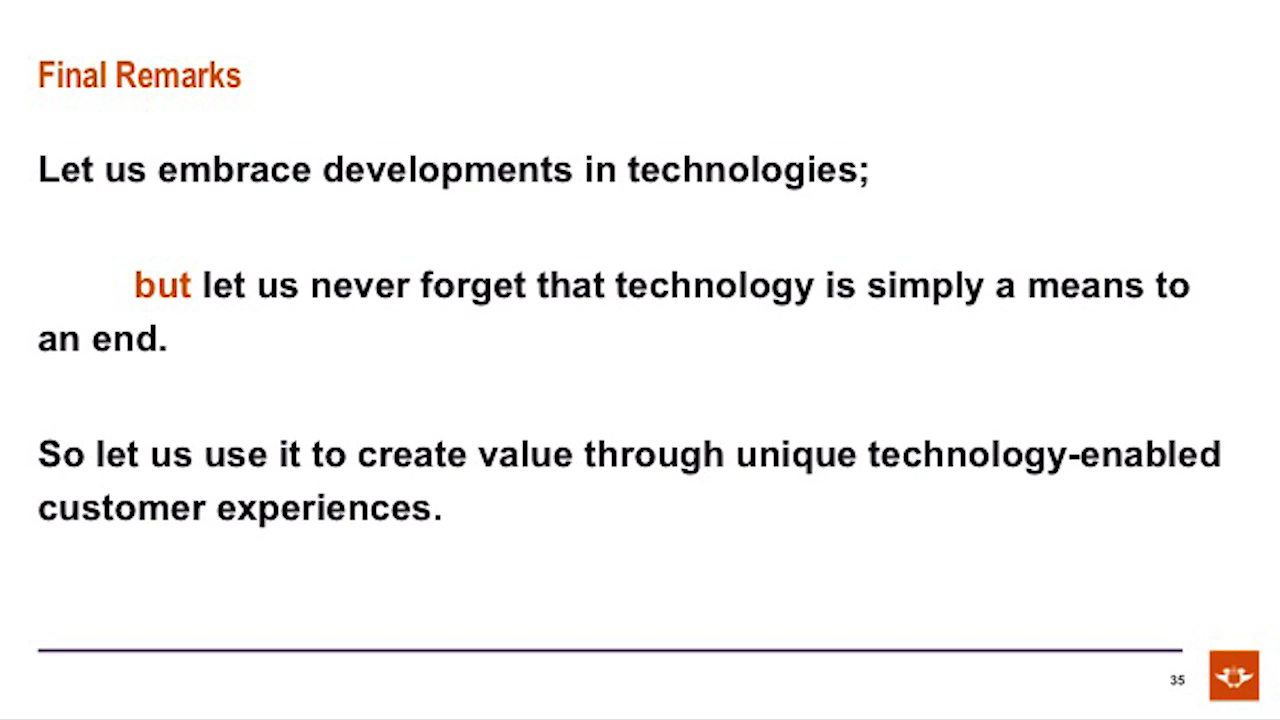 Final Remarks
Let us embrace developments in technologies;
but let us never forget that technology is simply a means to
an end.
So let us use it to create value through unique technology-enabled
customer experiences.
35